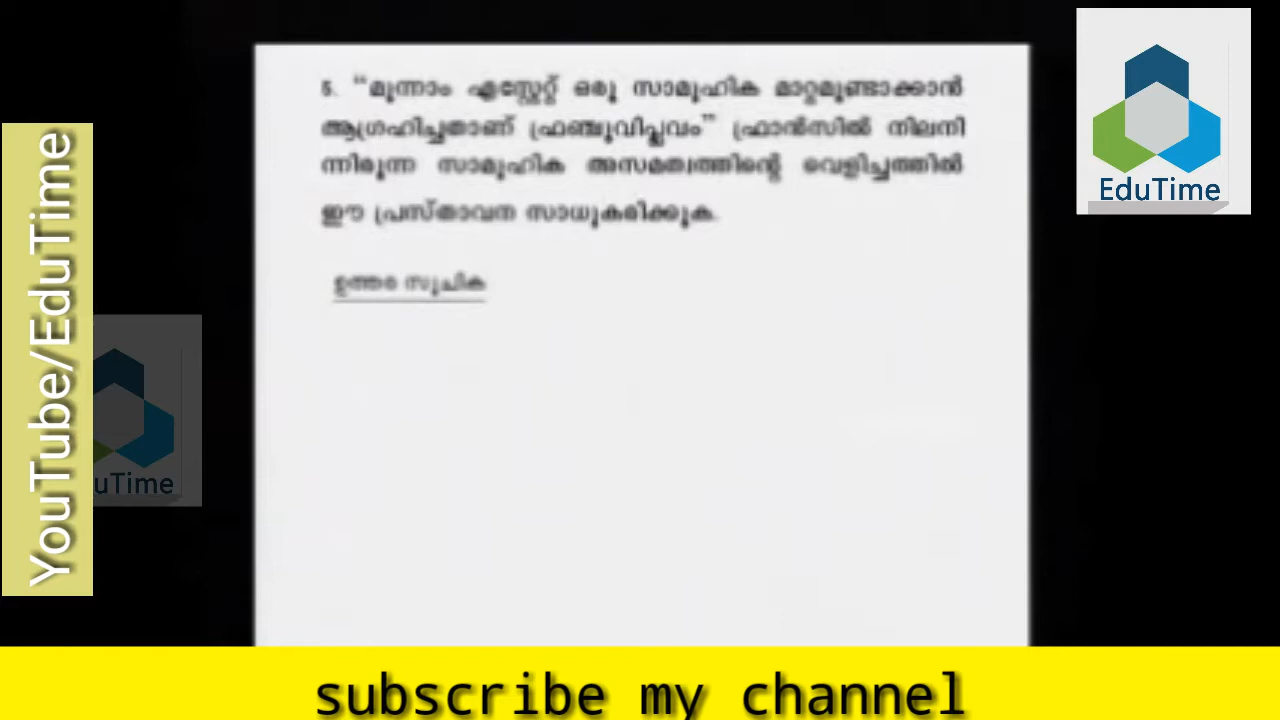 5. “മൂന്നാം എസ്റ്റേറ്റ് ഒരു സാമൂഹിക മാറ്റമുണ്ടാക്കാൻ
ആഗ്രഹിച്ചതാണ് ഫ്രഞ്ചുവിപ്ലവം” ഫ്രാൻസിൽ നിലനി
ന്നിരുന്ന സാമൂഹിക അസമത്വത്തിന്റെ വെളിച്ചത്തിൽ
ഈ പ്രസ്താവന സാധൂകരിക്കുക.
ഉത്തര സൂചിക
EduTime
YouTube/EduTime
uTime
subscribe my channel